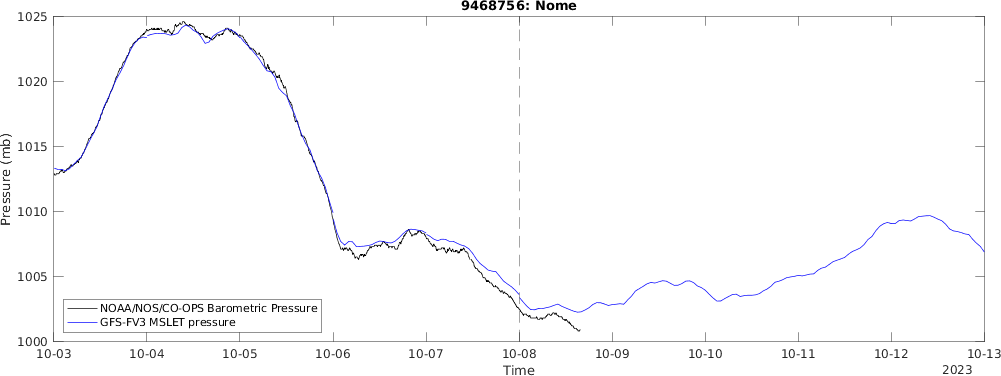 9468756: Nome
Pressure (mb)
1025
1020
1015
1010
1005
1000
NOAA/NOS/CO-OPS Barometric Pressure
GFS-FV3 MSLET pressure
10-03 10-04 10-05 10-06 10-07 10-08 10-09 10-10 10-11 10-12 10-13
Time
2023